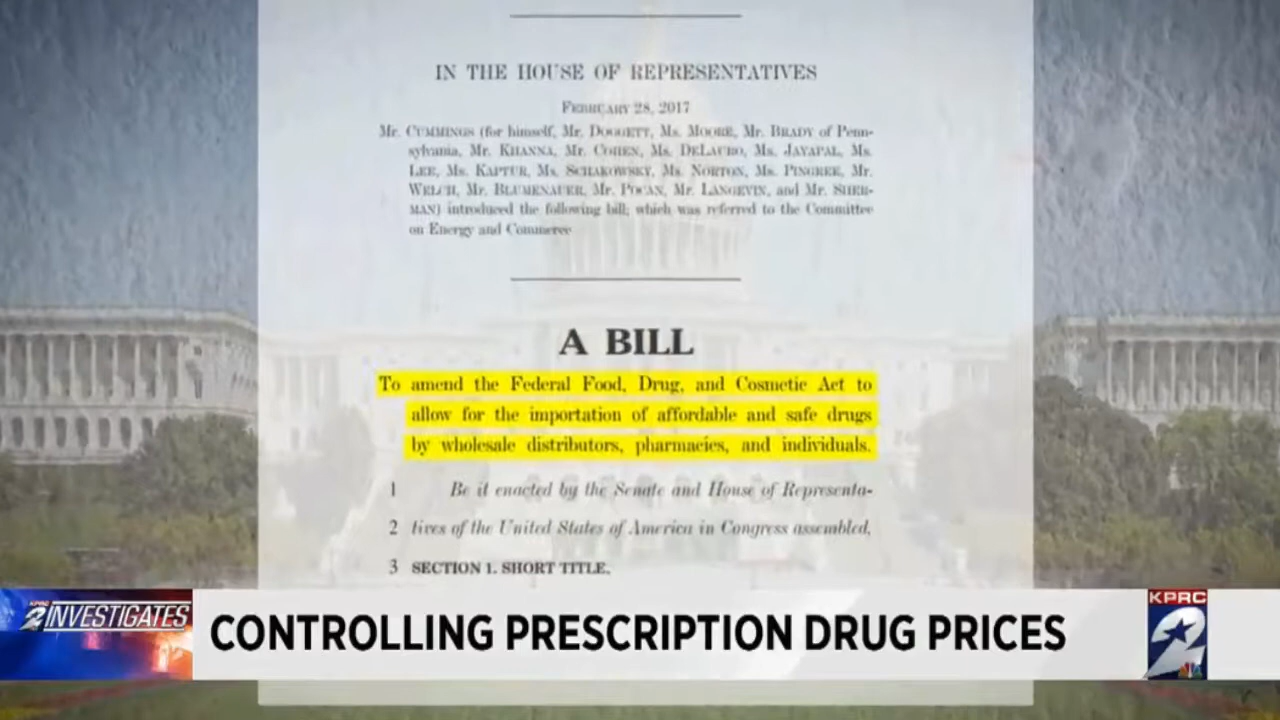 IN THE HOUSE OF REPRESENTATIVES
FEBRUARY 28, 2017
Mr. CUMMINGS (for himself, Mr. DOGGETT, Ms. MOORE, Mr. BRADY of Penn-
sylvania, Mr. KHANNA, Mr. COHEN, Ms. DELAURO, Ms. JAYAPAL, Ms.
LEE, Ms. KAPTUR, Ms. SCHAKOWSKY, Ms. NORTON, Ms. PINGREE, Mr.
WELCH, Mr. BLUMENAUER, Mr. POCAN, Mr. LANGEVIN, and Mr. SHER-
MAN) introduced the following bill; which was referred to the Committee
on Energy and Commerce
A BILL
To amend the Federal Food, Drug, and Cosmetic Act to
allow for the importation of affordable and safe drugs
by wholesale distributors, pharmacies, and individuals.
1 Be it enacted by the Senate and House of Representa-
2 tives of the United States of America in Congress assembled,
3 SECTION 1. SHORT TITLE.
KPRC
2 INVESTIGATES
CONTROLLING PRESCRIPTION DRUG PRICES
KPRC
2